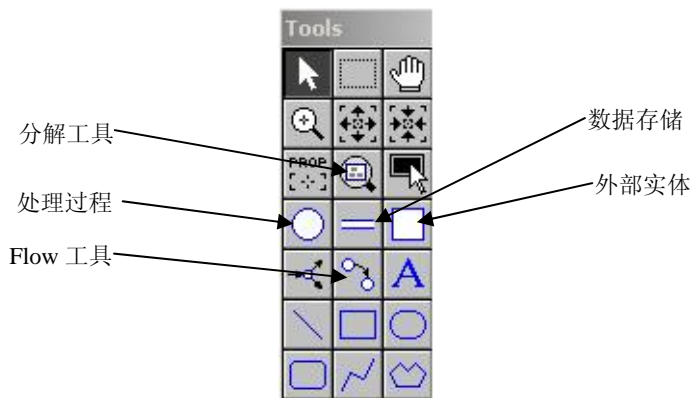 Tools
数据存储
分解工具
PROP
外部实体
处理过程
Flow 工具
A